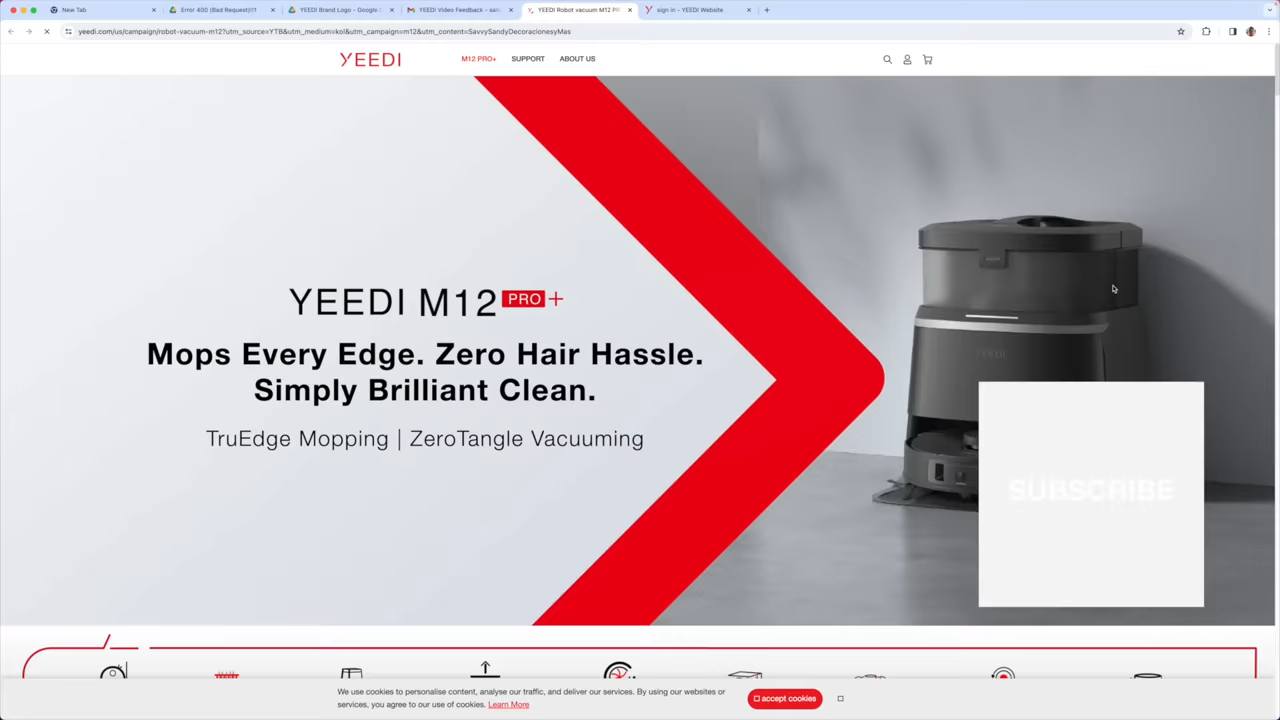 New Tab
Error 400 (Bad Request)!!1
YEEDI Brand Logo - Google D
YEEDI Video Feedback - san
YEEDI Robot vacuum M12 PR
sign in - YEEDI Website
yeedi.com/us/campaign/robot-vacuum-m12?utm_source=YTB&utm_medium=kol&utm_campaign=m12&utm_content=SavvySandyDecoracionesyMas
YEEDI
M12 PRO+
SUPPORT
ABOUT US
YEEDI M12 PRO+
Mops Every Edge. Zero Hair Hassle.
Simply Brilliant Clean.
TruEdge Mopping | ZeroTangle Vacuuming
YEEDI
SUBSCRIBE
We use cookies to personalise content, analyse our traffic, and deliver our services. By using our websites or
services, you agree to our use of cookies. Learn More
accept cookies